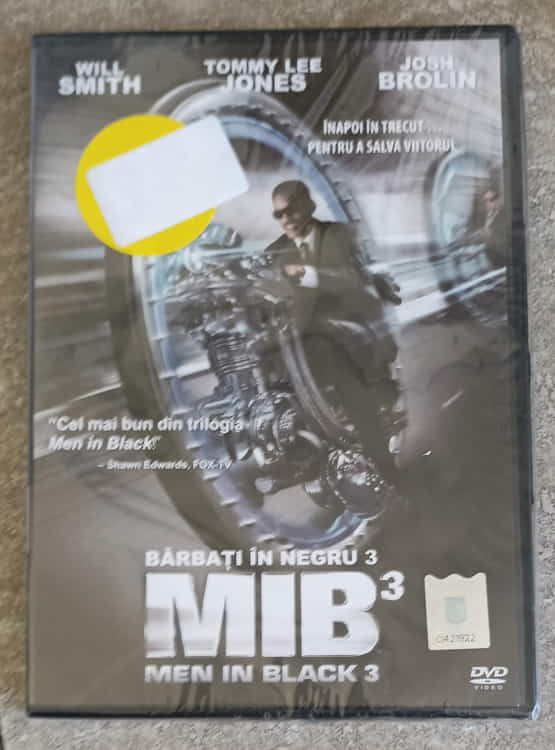 WILL
SMITH
TOMMY LEE
JONES
JOSH
BROLIN
ÎNAPOI ÎN TRECUT ...
PENTRU A SALVA VIITORUL
"Cel mai bun din trilogia
Men in Black!"
– Shawn Edwards, FOX-TV
BĂRBAȚI ÎN NEGRU 3
MIB³
MEN IN BLACK 3
DVD
VIDEO